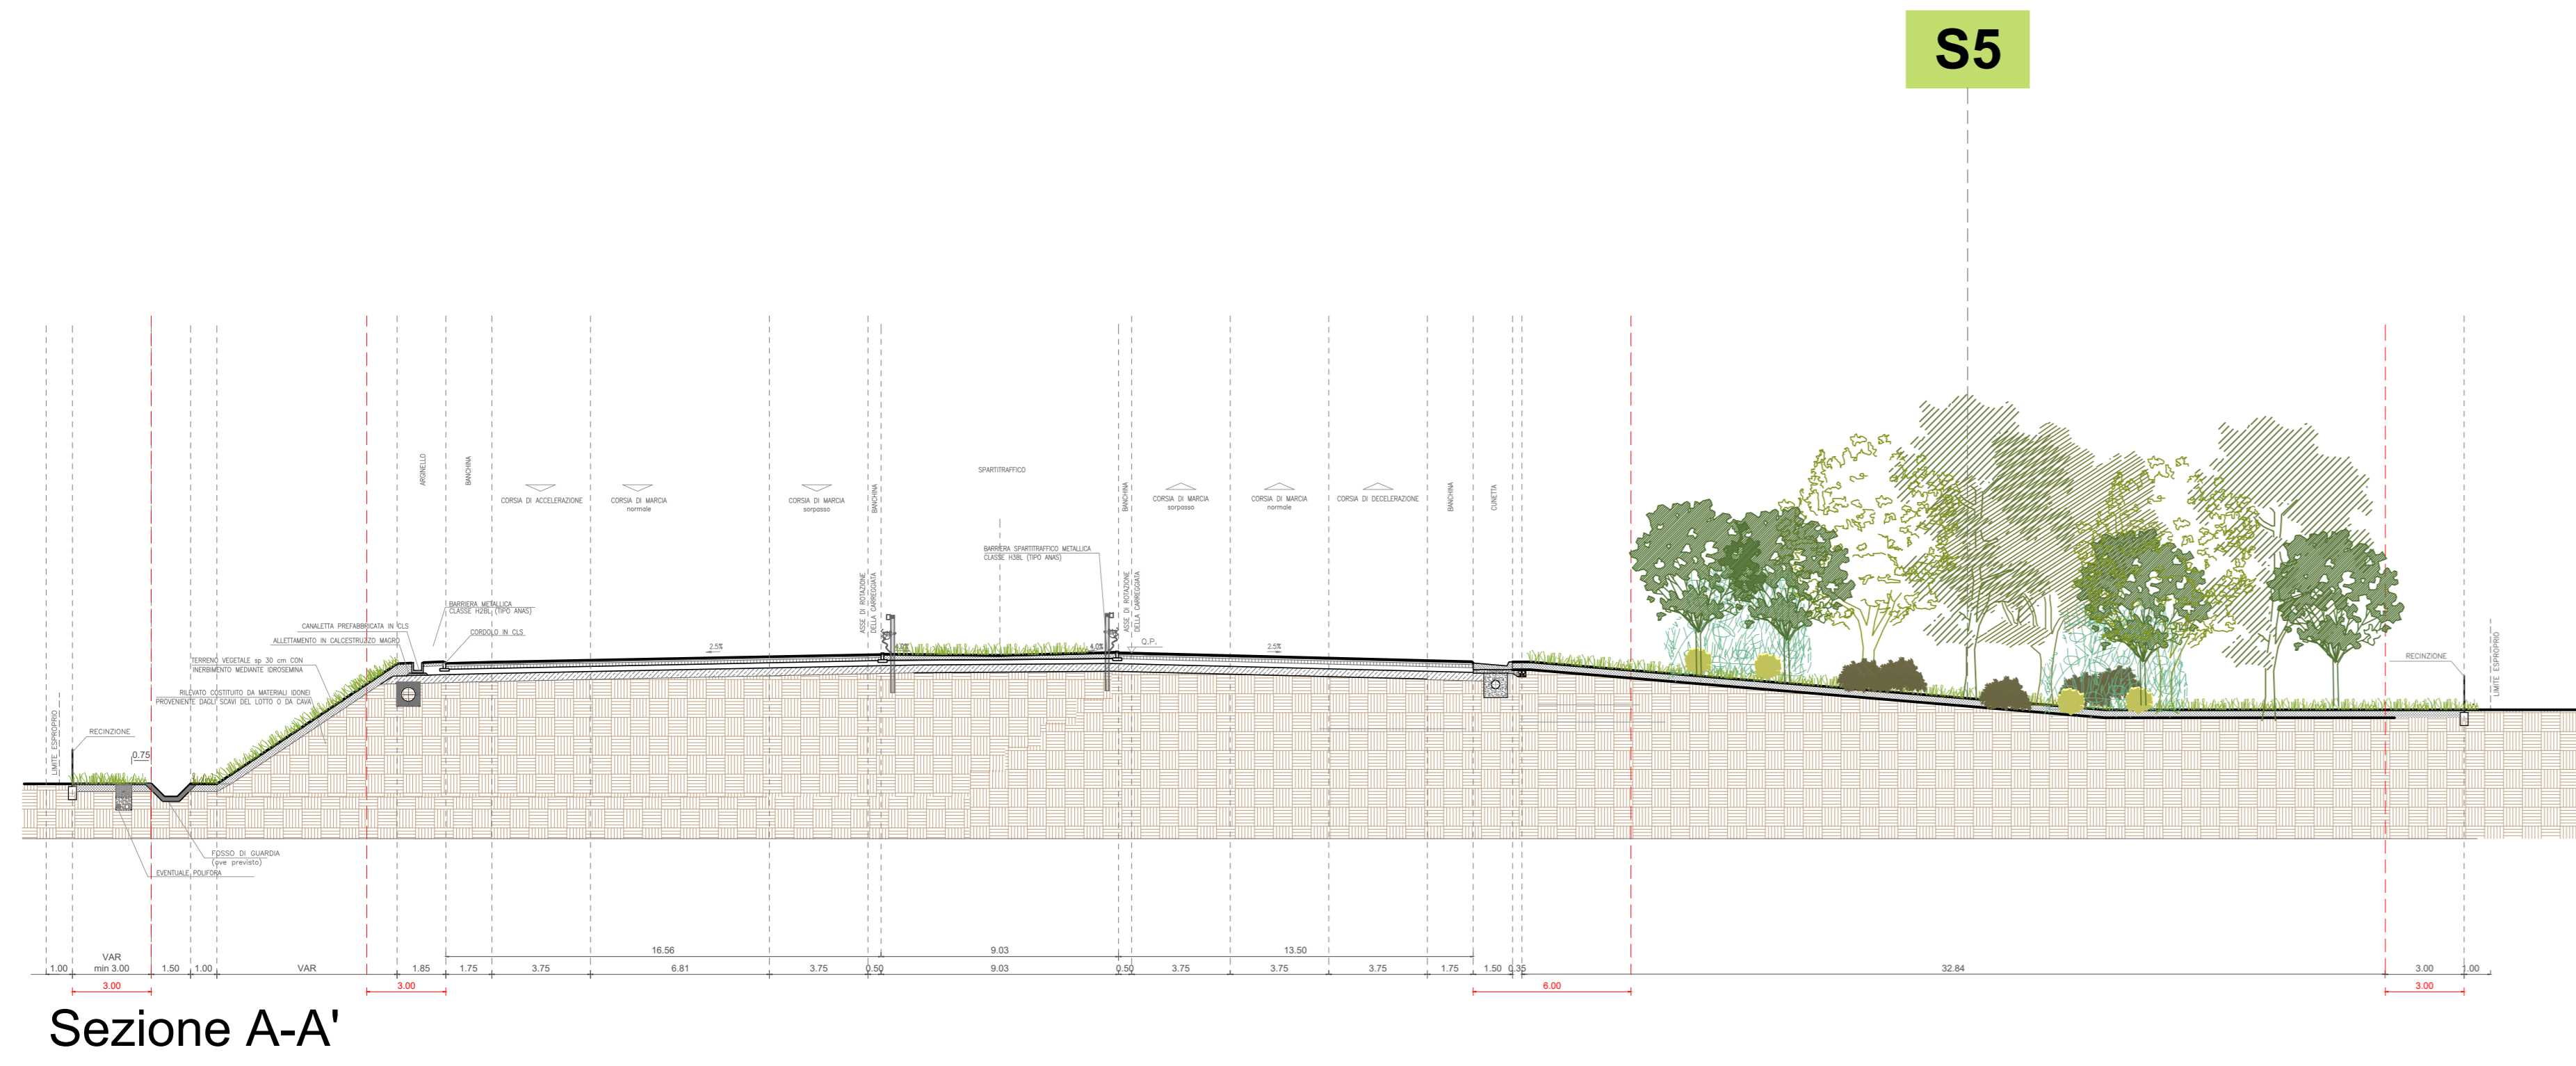 S5
ARGINELLO
BANCHINA
CORSIA DI ACCELERAZIONE
CORSIA DI MARCIA
normale
CORSIA DI MARCIA
sorpasso
BANCHINA
SPARTITRAFFICO
BANCHINA
CORSIA DI MARCIA
sorpasso
CORSIA DI MARCIA
normale
CORSIA DI DECELERAZIONE
BANCHINA
CUNETTA
BARRIERA SPARTITRAFFICO METALLICA
CLASSE H3BL (TIPO ANAS)
ASSE DI ROTAZIONE
DELLA CARREGGIATA
ASSE DI ROTAZIONE
DELLA CARREGGIATA
BARRIERA METALLICA
CLASSE H2BL (TIPO ANAS)
CANALETTA PREFABBRICATA IN CLS
CORDOLO IN CLS
ALLETTAMENTO IN CALCESTRUZZO MAGRO
2.5%
4.0%
4.0%
Q.P.
2.5%
TERRENO VEGETALE sp 30 cm CON
INERBIMENTO MEDIANTE IDROSEMINA
RILEVATO COSTITUITO DA MATERIALI IDONEI
PROVENIENTE DAGLI SCAVI DEL LOTTO O DA CAVA
LIMITE ESPROPRIO
RECINZIONE
0.75
RECINZIONE
LIMITE ESPROPRIO
FOSSO DI GUARDIA
(ove previsto)
EVENTUALE POLIFORA
16.56
9.03
13.50
1.00
VAR
min 3.00
1.50
1.00
VAR
1.85
1.75
3.75
6.81
3.75
0.50
9.03
0.50
3.75
3.75
3.75
1.75
1.50
0.35
32.84
3.00
1.00
3.00
3.00
6.00
3.00
Sezione A-A'